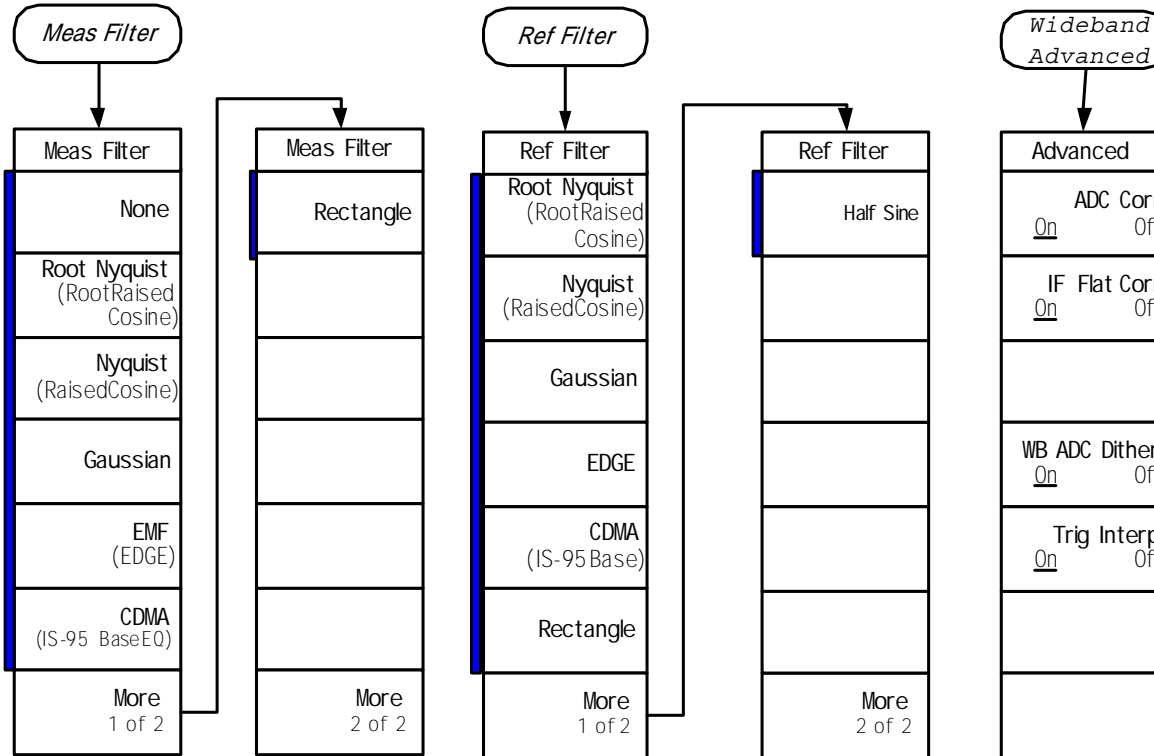 Meas Filter
Meas Filter
None
Root Nyquist
(RootRaised
Cosine)
Nyquist
(RaisedCosine)
Gaussian
EMF
(EDGE)
CDMA
(IS-95 BaseEQ)
More
1 of 2
Meas Filter
Rectangle
More
2 of 2
Ref Filter
Ref Filter
Root Nyquist
(RootRaised
Cosine)
Nyquist
(RaisedCosine)
Gaussian
EDGE
CDMA
(IS-95 Base)
Rectangle
More
1 of 2
Ref Filter
Half Sine
More
2 of 2
Wideband
Advanced
Advanced
ADC
On
IF Flat
On
WB ADC Dither
On
Trig Interp
On